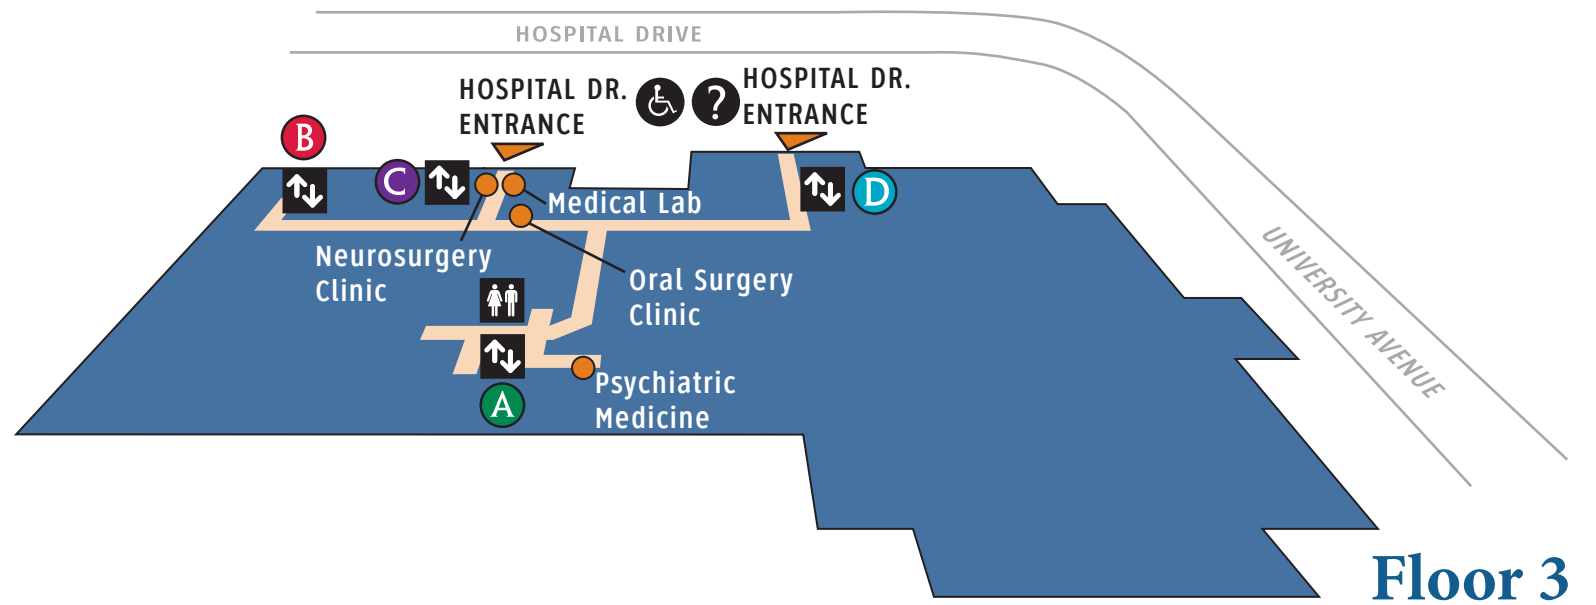 HOSPITAL DRIVE
HOSPITAL DR.
ENTRANCE
?
HOSPITAL DR.
ENTRANCE
B
C
D
Medical Lab
Neurosurgery
Clinic
Oral Surgery
Clinic
UNIVERSITY AVENUE
Psychiatric
Medicine
A
Floor 3